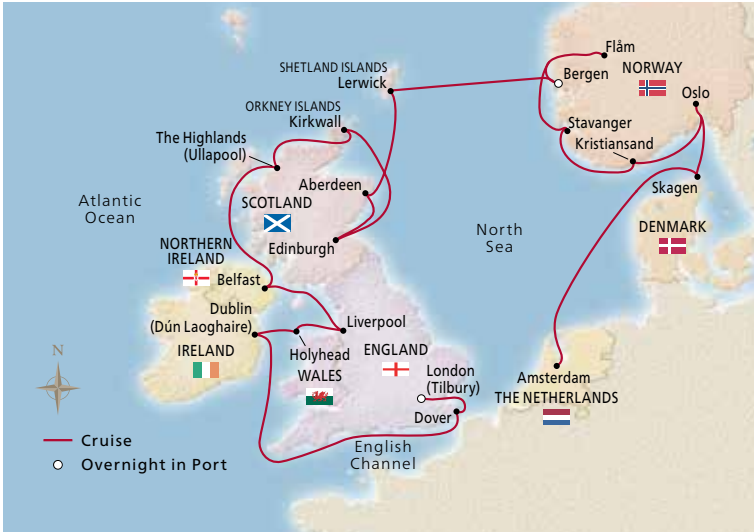 Flåm
SHETLAND ISLANDS
Lerwick
Bergen
NORWAY
Oslo
ORKNEY ISLANDS
Kirkwall
Stavanger
Kristiansand
The Highlands
(Ullapool)
Aberdeen
Skagen
Atlantic
Ocean
SCOTLAND
North
Sea
DENMARK
Edinburgh
NORTHERN
IRELAND
Belfast
Dublin
(Dún Laoghaire)
Liverpool
IRELAND
Holyhead
WALES
ENGLAND
London
(Tilbury)
Amsterdam
THE NETHERLANDS
Dover
English
Channel
N
Cruise
Overnight in Port